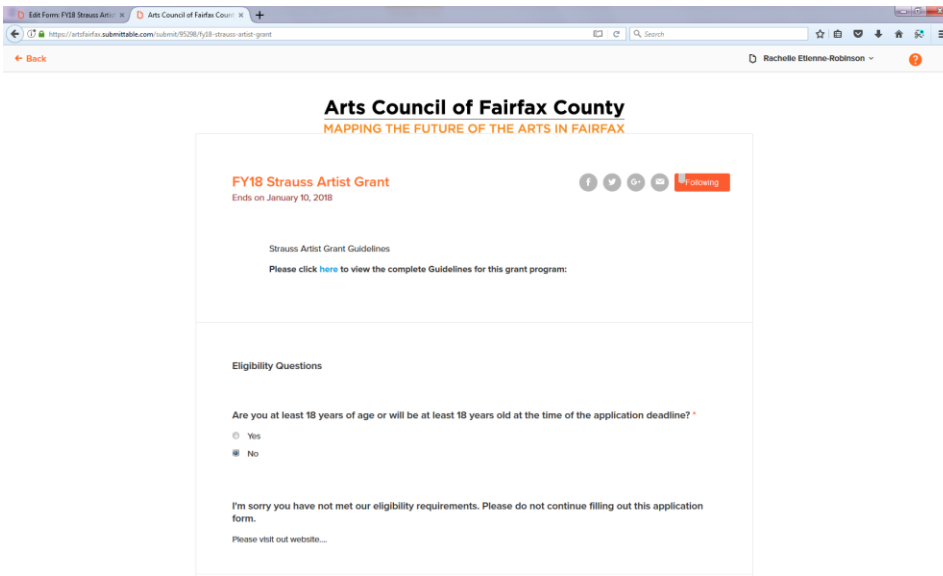 Edit Form: FY18 Strauss Artist
Arts Council of Fairfax Count
https://artsfairfax.submittable.com/submit/95298/fy18-strauss-artist-grant
Search
Back
Rachelle Etienne-Robinson
?
Arts Council of Fairfax County
MAPPING THE FUTURE OF THE ARTS IN FAIRFAX
FY18 Strauss Artist Grant
Following
Ends on January 10, 2018
Strauss Artist Grant Guidelines
Please click here to view the complete Guidelines for this grant program:
Eligibility Questions
Are you at least 18 years of age or will be at least 18 years old at the time of the application deadline? *
Yes
No
I'm sorry you have not met our eligibility requirements. Please do not continue filling out this application
form.
Please visit out website....